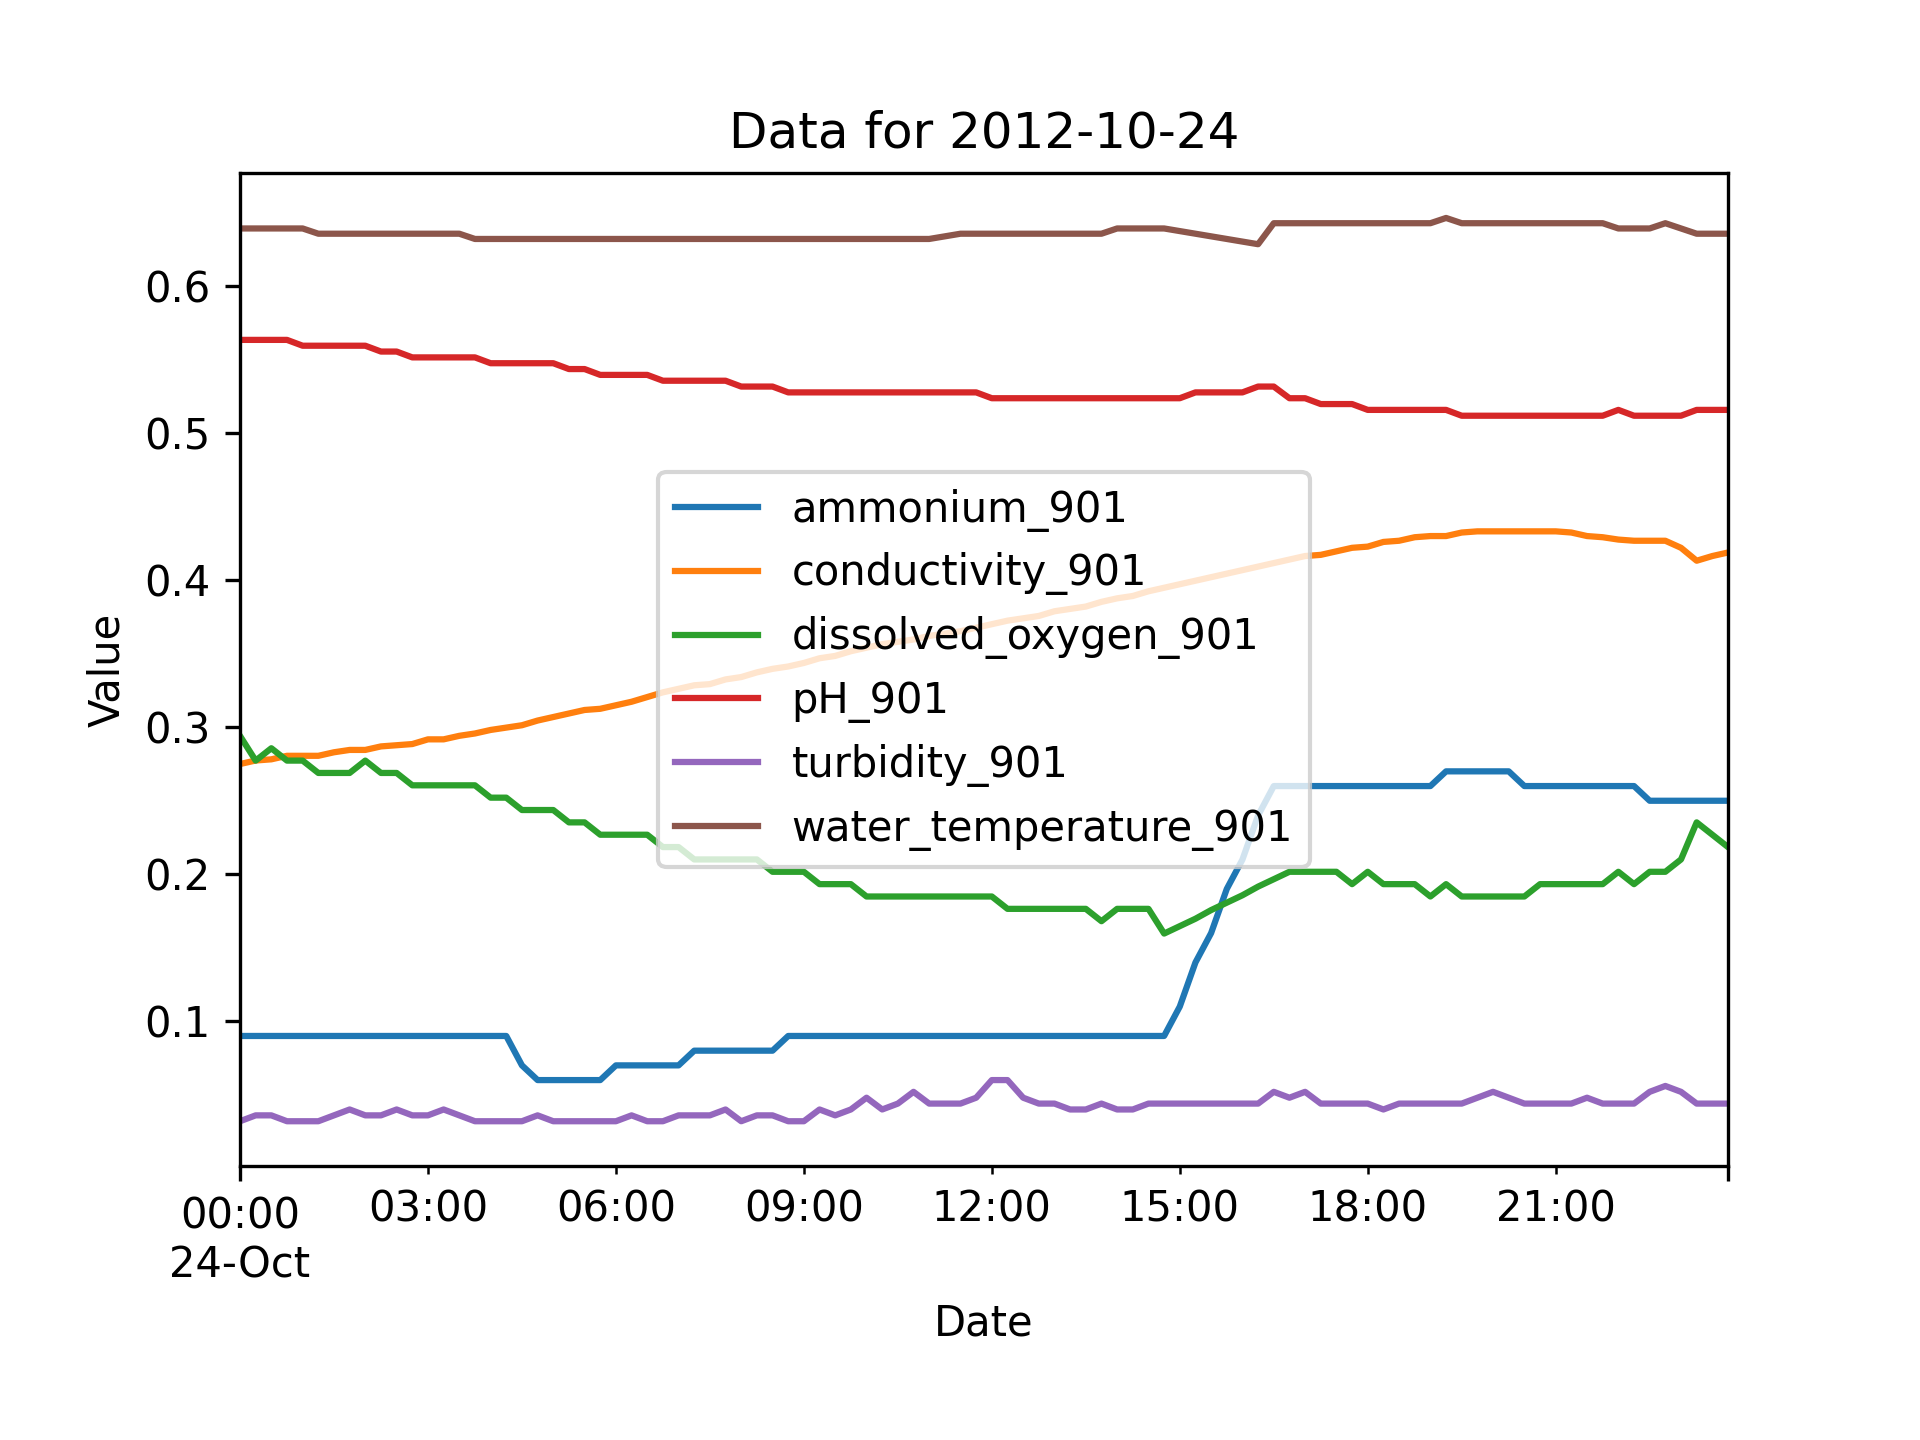 Data for 2012-10-24
Value
0.6
0.5
0.4
0.3
0.2
0.1
ammonium_901
conductivity_901
dissolved_oxygen_901
pH_901
turbidity_901
water_temperature_901
00:00 03:00 06:00 09:00 12:00 15:00 18:00 21:00
24-Oct
Date